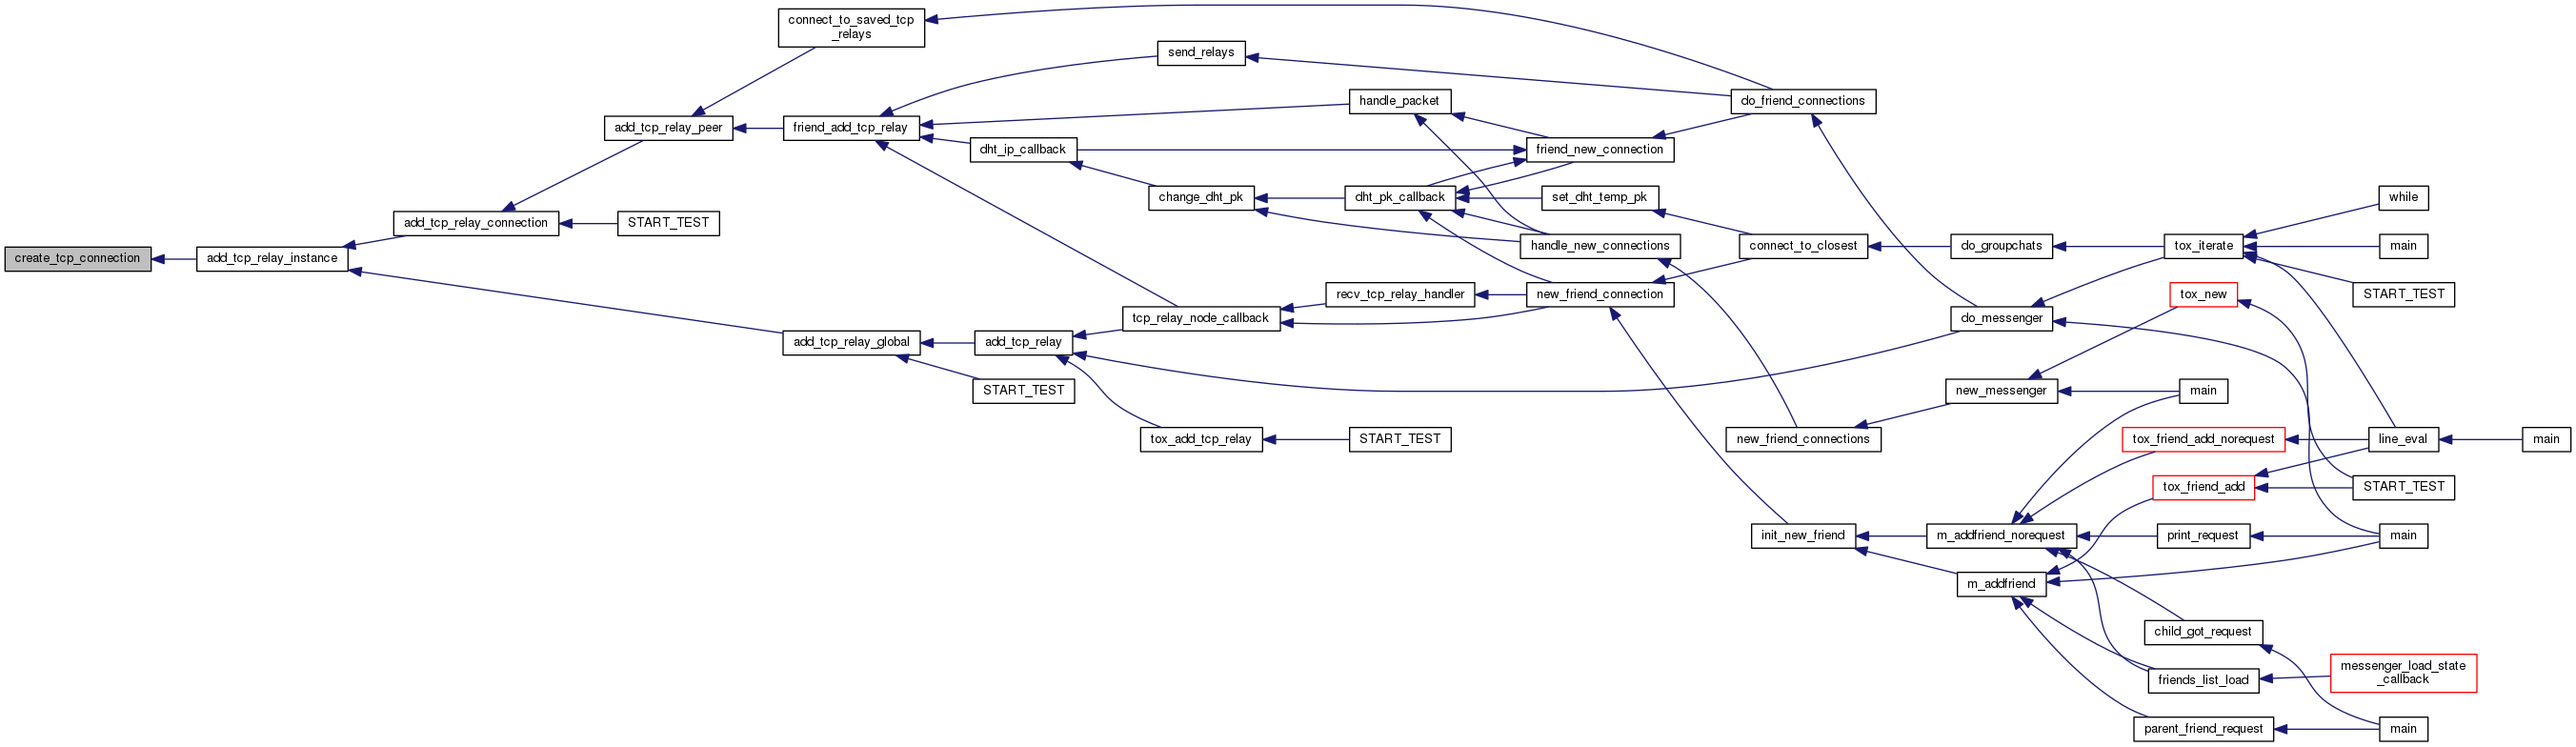 connect_to_saved_tcp
_relays
send_relays
handle_packet
do_friend_connections
add_tcp_relay_peer
friend_add_tcp_relay
dht_ip_callback
friend_new_connection
change_dht_pk
dht_pk_callback
set_dht_temp_pk
while
add_tcp_relay_connection
START_TEST
handle_new_connections
connect_to_closest
do_groupchats
tox_iterate
main
create_tcp_connection
add_tcp_relay_instance
recv_tcp_relay_handler
new_friend_connection
tox_new
START_TEST
tcp_relay_node_callback
do_messenger
add_tcp_relay_global
add_tcp_relay
START_TEST
new_messenger
main
tox_add_tcp_relay
START_TEST
new_friend_connections
tox_friend_add_norequest
line_eval
main
tox_friend_add
START_TEST
init_new_friend
m_addfriend_norequest
print_request
main
m_addfriend
child_got_request
friends_list_load
messenger_load_state
_callback
parent_friend_request
main